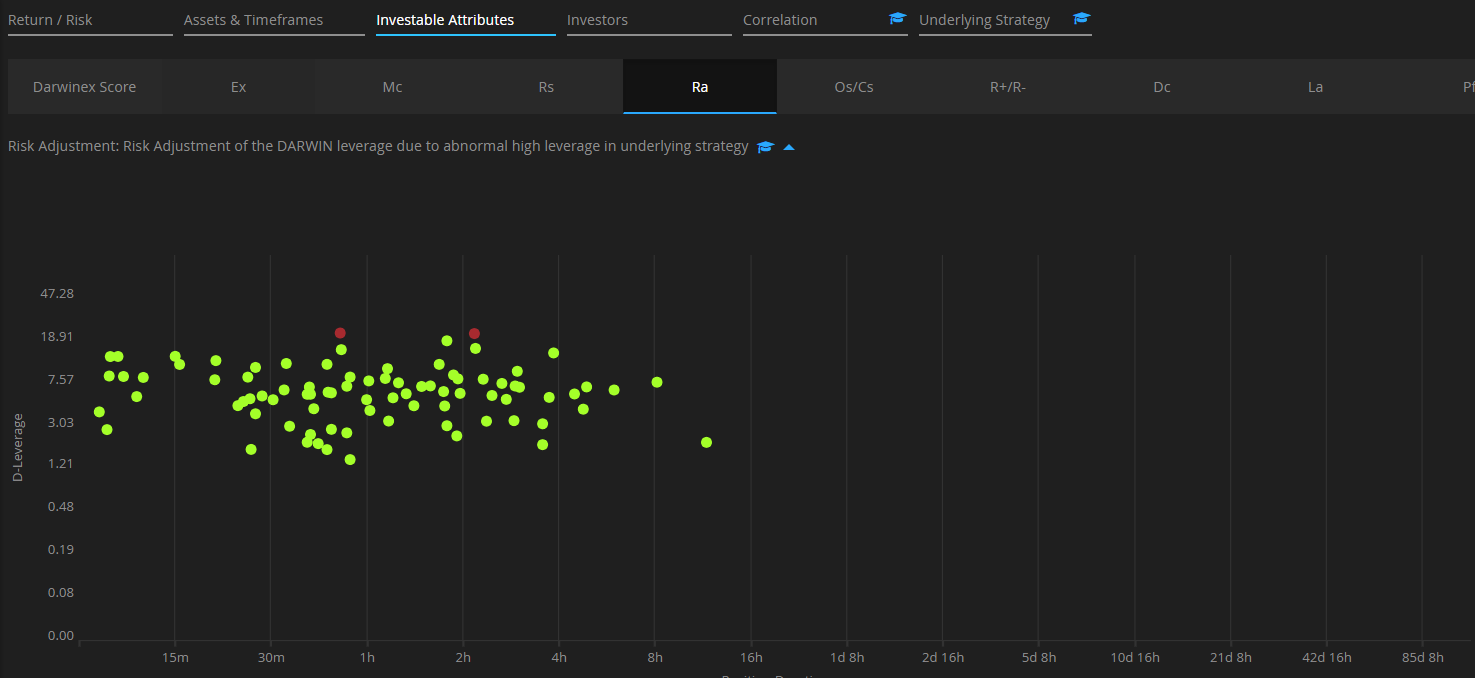 Return / Risk Assets & Timeframes Investable Attributes Investors Correlation Underlying Strategy
Darwinex Score Ex Mc Rs Ra Os/Cs R+/R- Dc La
Risk Adjustment: Risk Adjustment of the DARWIN leverage due to abnormal high leverage in underlying strategy
47.28
18.91
7.57
3.03
1.21
0.48
0.19
0.08
0.00
D-Leverage
15m 30m 1h 2h 4h 8h 16h 1d 8h 2d 16h 5d 8h 10d 16h 21d 8h 42d 16h 85d 8h